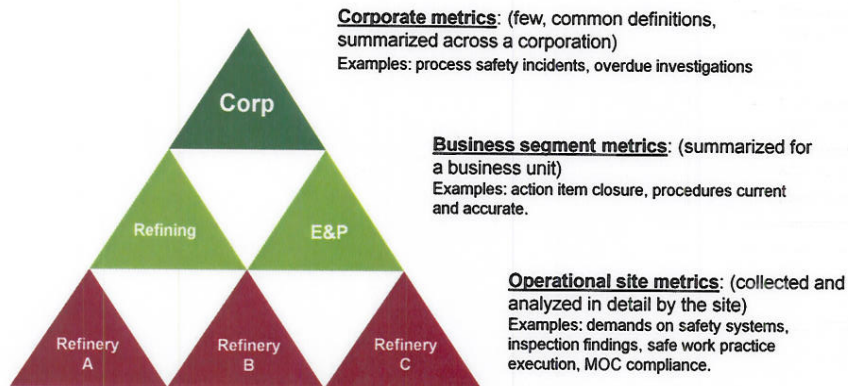 Corporate metrics: (few, common definitions,
summarized across a corporation)
Examples: process safety incidents, overdue investigations
Corp
Business segment metrics: (summarized for
a business unit)
Examples: action item closure, procedures current
and accurate.
Refining
E&P
Operational site metrics: (collected and
analyzed in detail by the site)
Examples: demands on safety systems,
inspection findings, safe work practice
execution, MOC compliance.
Refinery
A
Refinery
B
Refinery
C